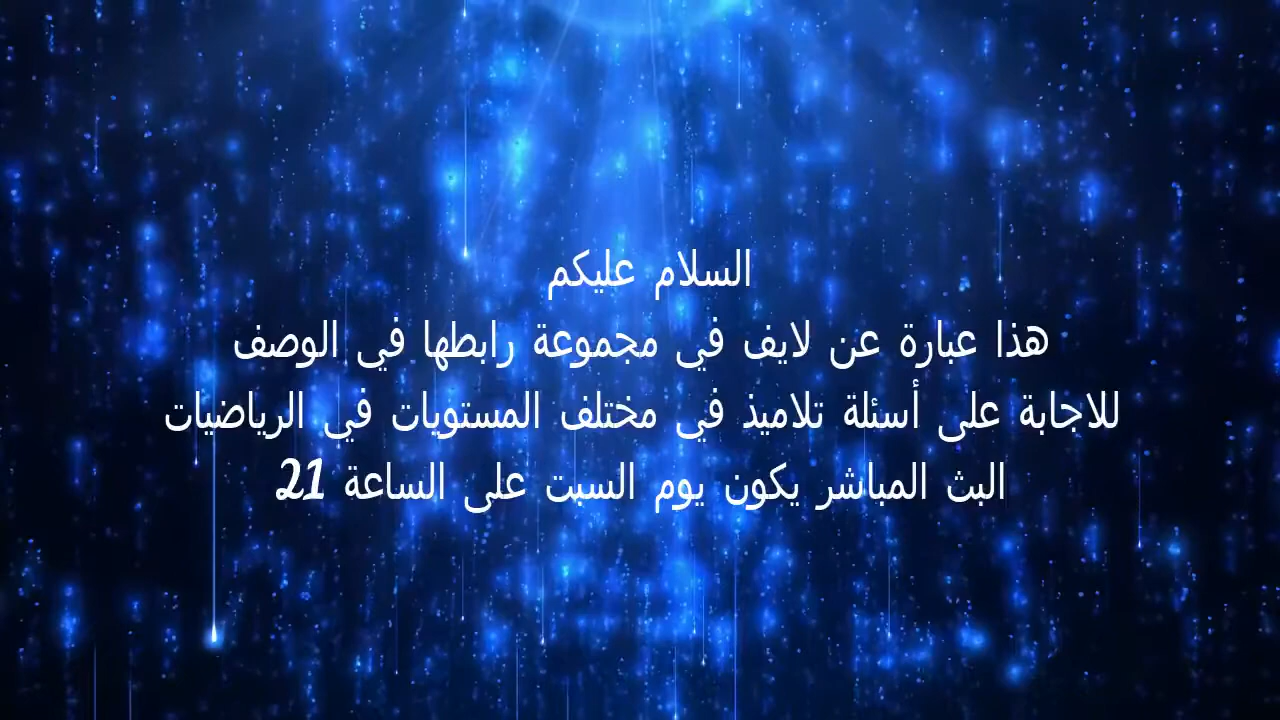 السلام عليكم
هذا عبارة عن لايف في مجموعة رابطها في الوصف
للاجابة على أسئلة تلاميذ في مختلف المستويات في الرياضيات
البث المباشر يكون يوم السبت على الساعة 21